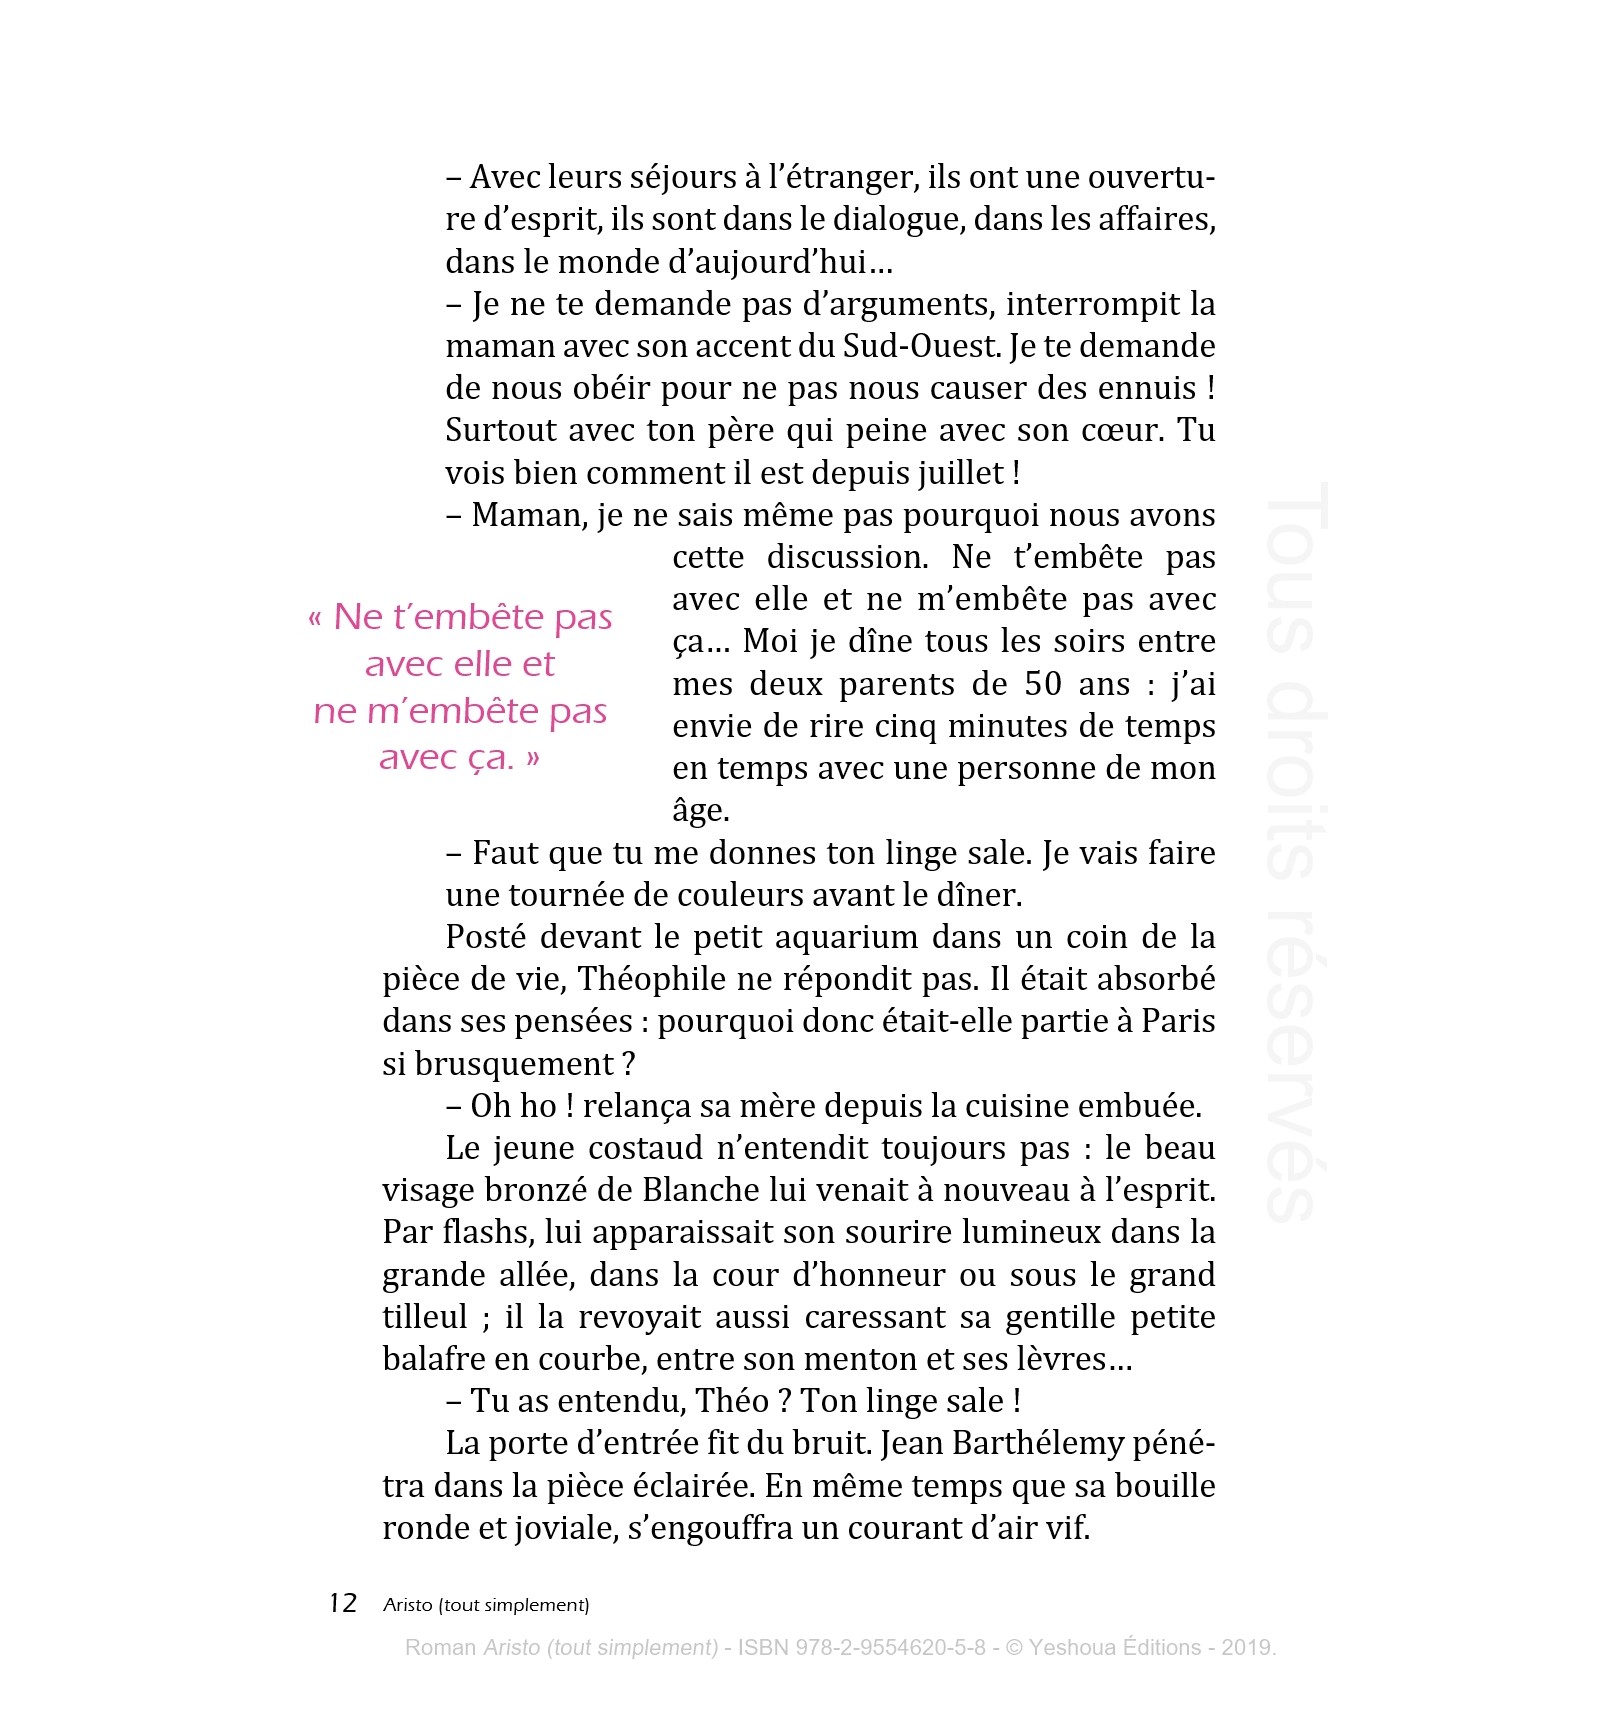 – Avec leurs séjours à l’étranger, ils ont une ouvertu-
re d’esprit, ils sont dans le dialogue, dans les affaires,
dans le monde d’aujourd’hui…
– Je ne te demande pas d’arguments, interrompit la
maman avec son accent du Sud-Ouest. Je te demande
de nous obéir pour ne pas nous causer des ennuis !
Surtout avec ton père qui peine avec son cœur. Tu
vois bien comment il est depuis juillet !
– Maman, je ne sais même pas pourquoi nous avons
cette discussion. Ne t’embête pas
avec elle et ne m’embête pas avec
ça… Moi je dîne tous les soirs entre
mes deux parents de 50 ans : j’ai
envie de rire cinq minutes de temps
en temps avec une personne de mon
âge.
« Ne t’embête pas
avec elle et
ne m’embête pas
avec ça. »
– Faut que tu me donnes ton linge sale. Je vais faire
une tournée de couleurs avant le dîner.
Posté devant le petit aquarium dans un coin de la
pièce de vie, Théophile ne répondit pas. Il était absorbé
dans ses pensées : pourquoi donc était-elle partie à Paris
si brusquement ?
– Oh ho ! relança sa mère depuis la cuisine embuée.
Le jeune costaud n’entendit toujours pas : le beau
visage bronzé de Blanche lui venait à nouveau à l’esprit.
Par flashs, lui apparaissait son sourire lumineux dans la
grande allée, dans la cour d’honneur ou sous le grand
tilleul ; il la revoyait aussi caressant sa gentille petite
balafre en courbe, entre son menton et ses lèvres…
– Tu as entendu, Théo ? Ton linge sale !
La porte d’entrée fit du bruit. Jean Barthélemy péné-
tra dans la pièce éclairée. En même temps que sa bouille
ronde et joviale, s’engouffra un courant d’air vif.
12 Aristo (tout simplement)
Roman Aristo (tout simplement) - ISBN 978-2-9554620-5-8 - © Yeshoua Éditions - 2019.
Tous droits réservés